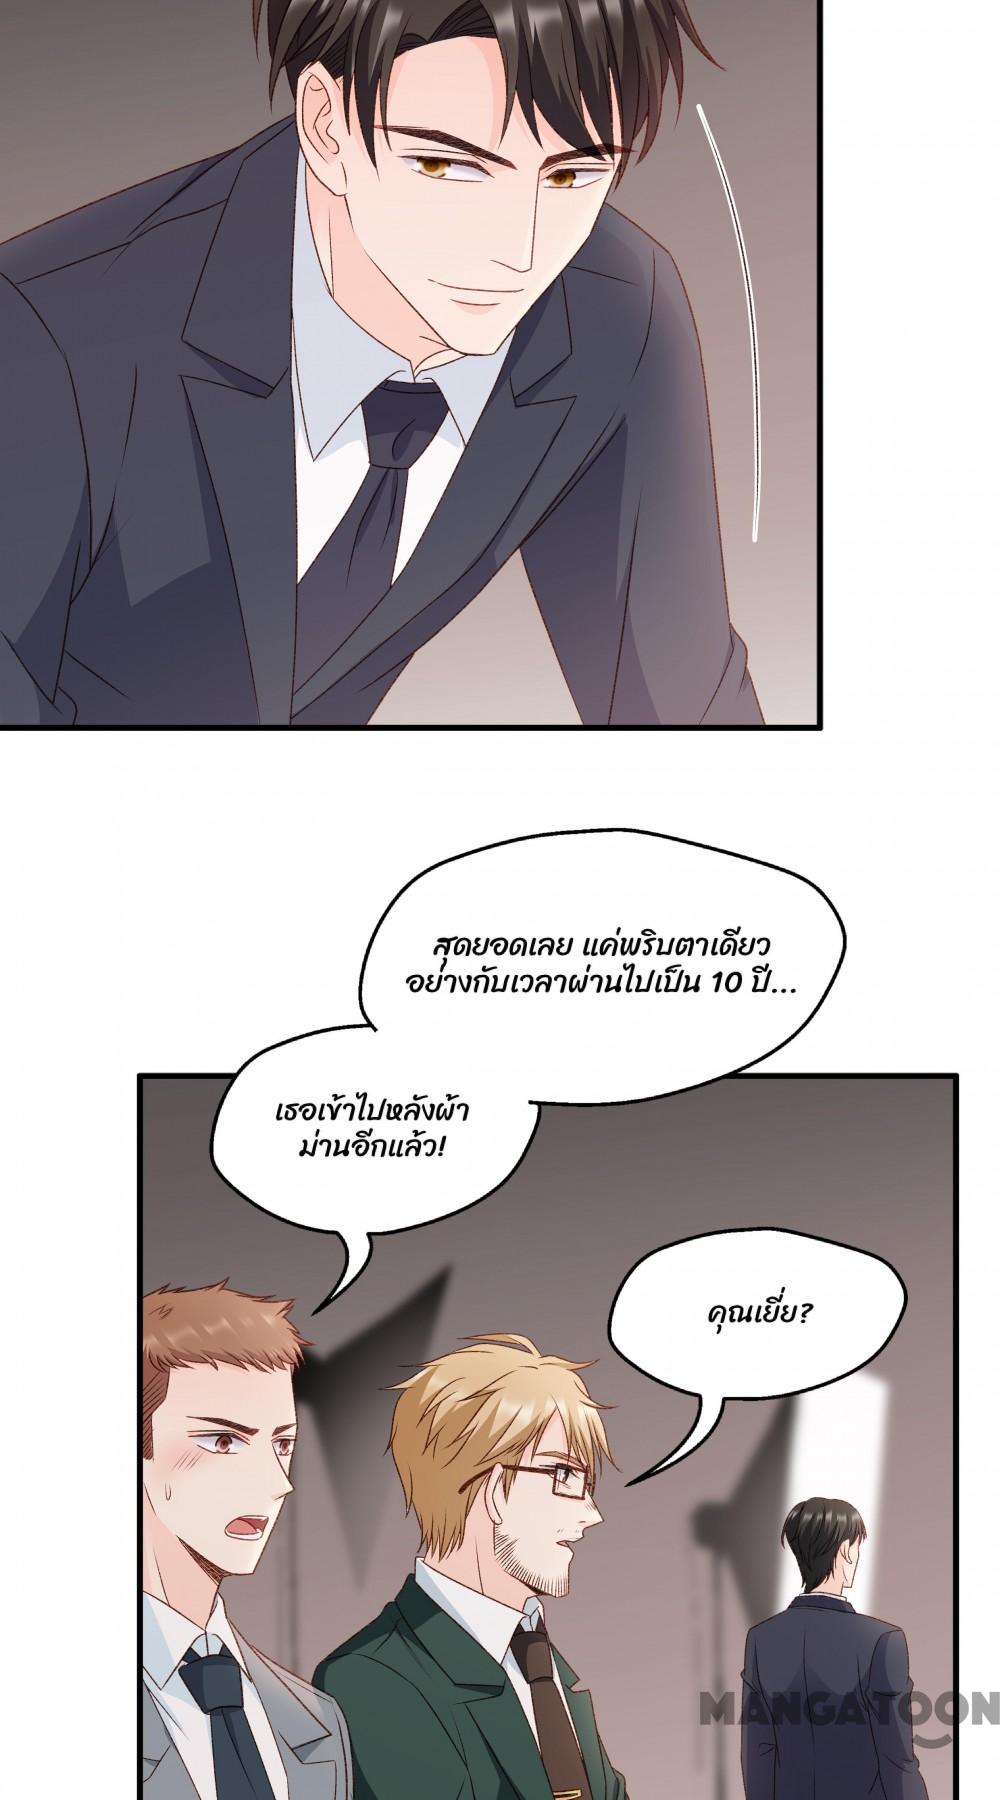 สุดยอดเลย แค่พริบตาเดียว
อย่างกับเวลาผ่านไปเป็น 10 ปี...
เธอเข้าไปหลังผ้า
ม่านอีกแล้ว!
คุณเยี่ย?
MANGATOON